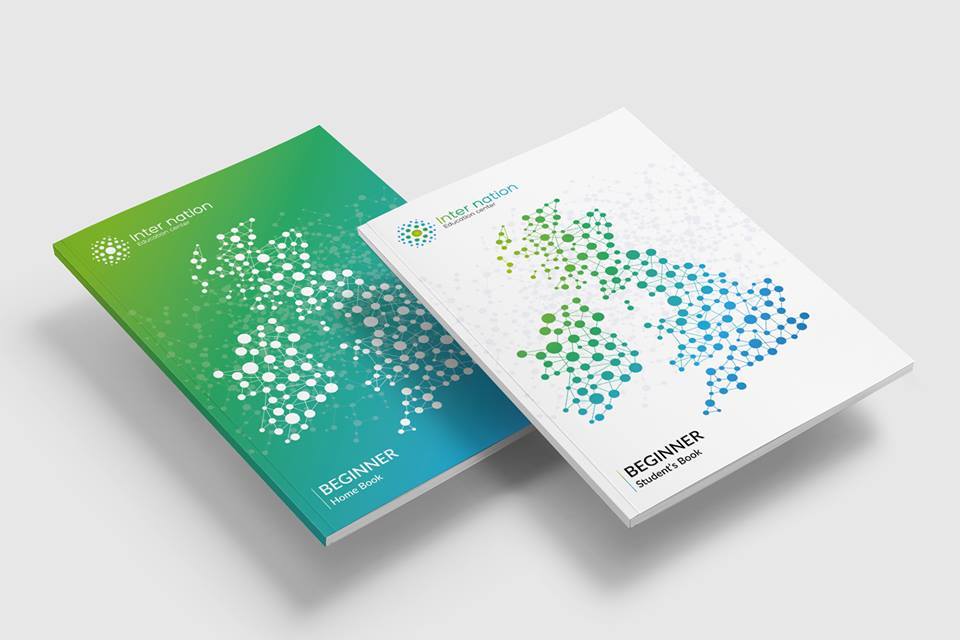 Inter nation
Education center
BEGINNER
Home Book
Inter nation
Education center
BEGINNER
Student's Book